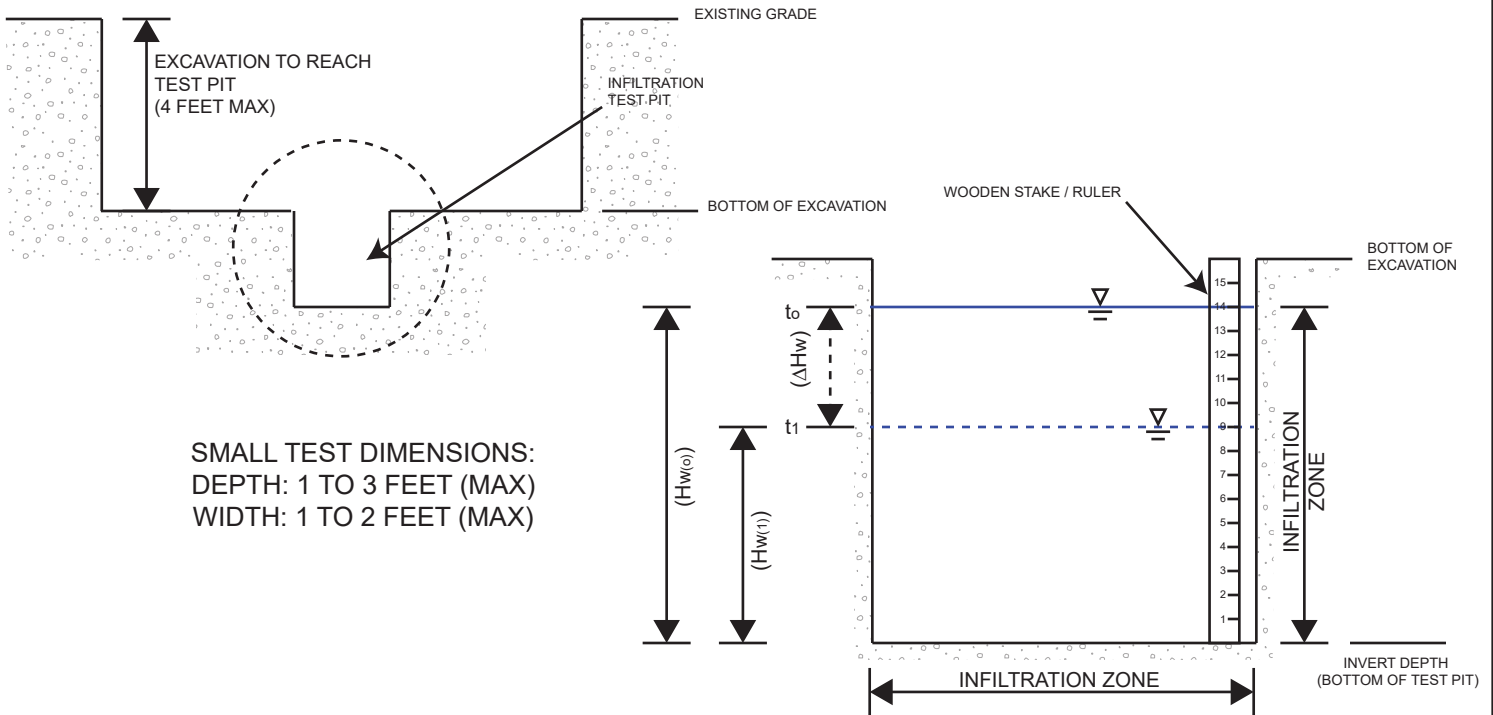 EXISTING GRADE
EXCAVATION TO REACH
TEST PIT
(4 FEET MAX)
INFILTRATION
TEST PIT
BOTTOM OF EXCAVATION
WOODEN STAKE / RULER
BOTTOM OF
EXCAVATION
SMALL TEST DIMENSIONS:
DEPTH: 1 TO 3 FEET (MAX)
WIDTH: 1 TO 2 FEET (MAX)
(Hw(o))
(Hw(1))
to
(ΔHw)
t1
15
14
13
12
11
10
9
8
7
6
5
4
3
2
1
INFILTRATION
ZONE
INFILTRATION ZONE
INVERT DEPTH
(BOTTOM OF TEST PIT)